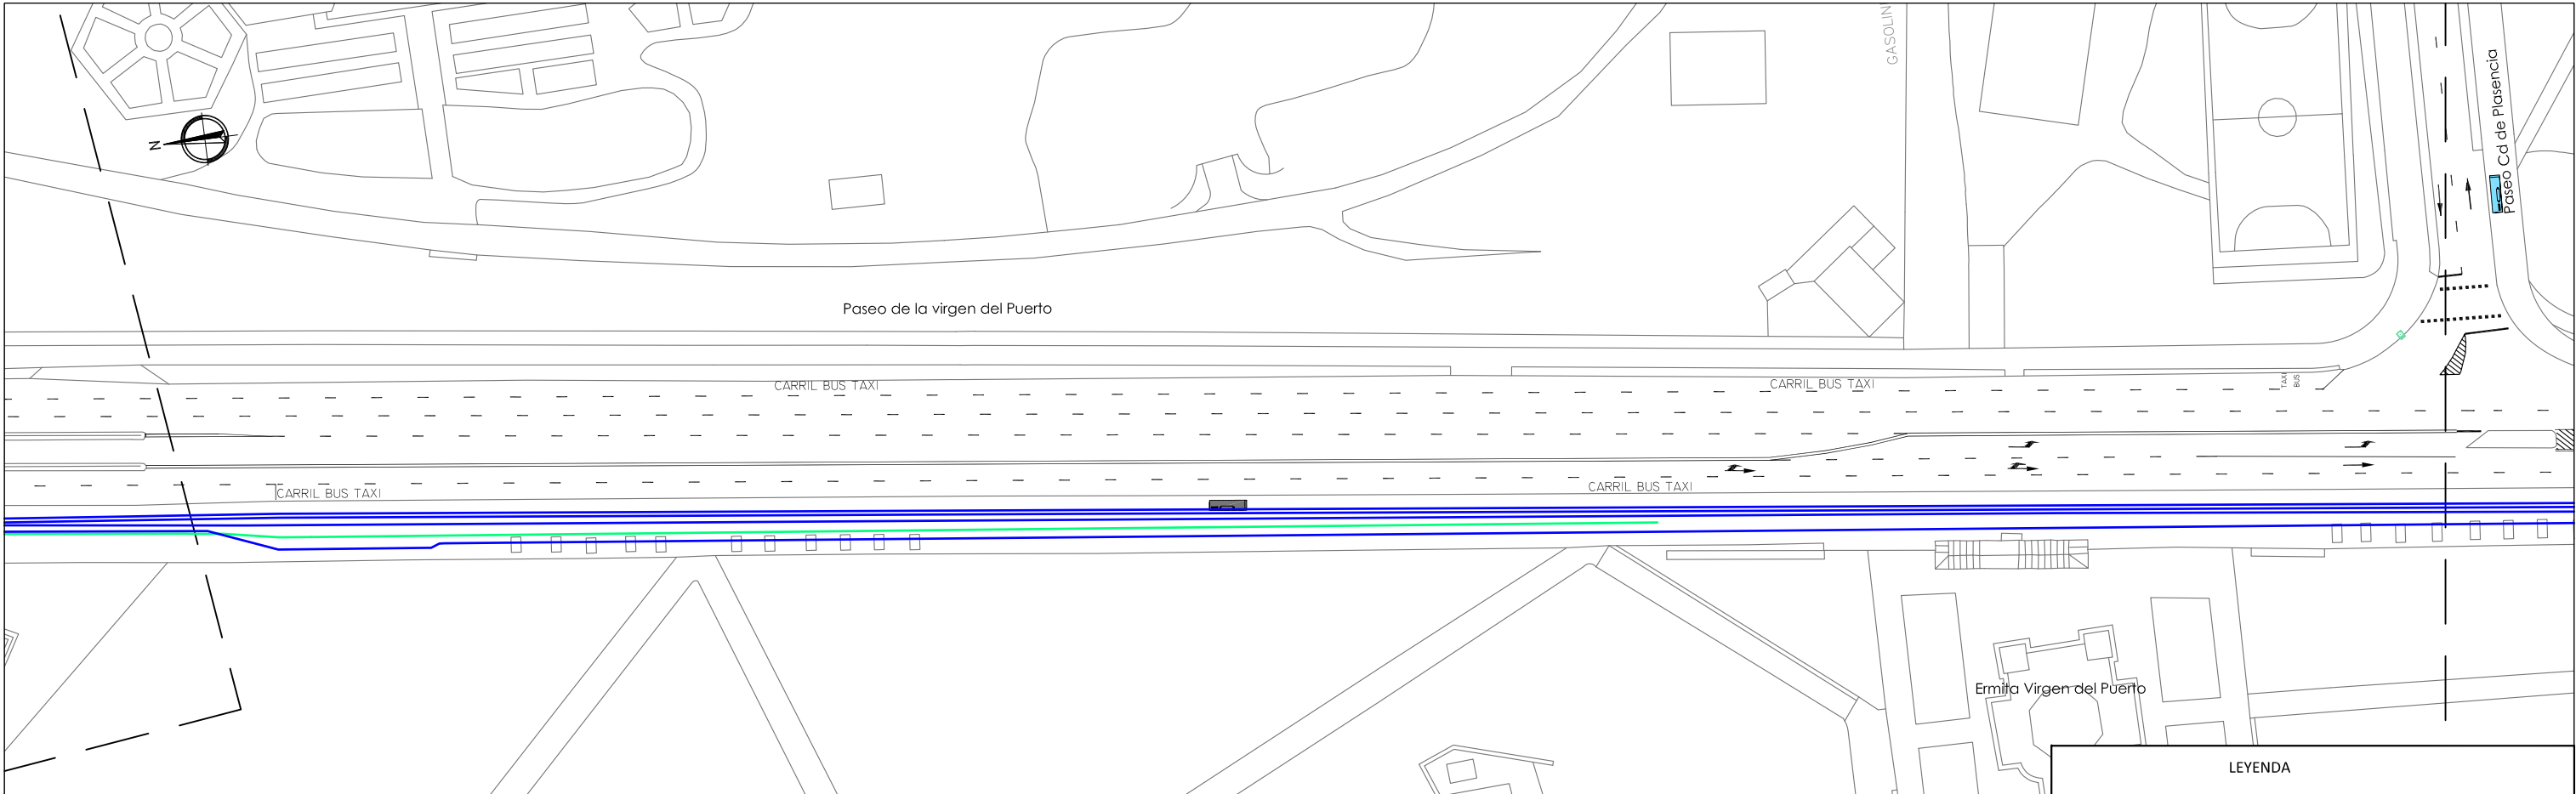 GASOLIN
Paseo Cd de Plasencia
N
Paseo de la virgen del Puerto
CARRIL BUS TAXI
CARRIL BUS TAXI
TAXI
BUS
CARRIL BUS TAXI
CARRIL BUS TAXI
Ermita Virgen del Puerto
LEYENDA